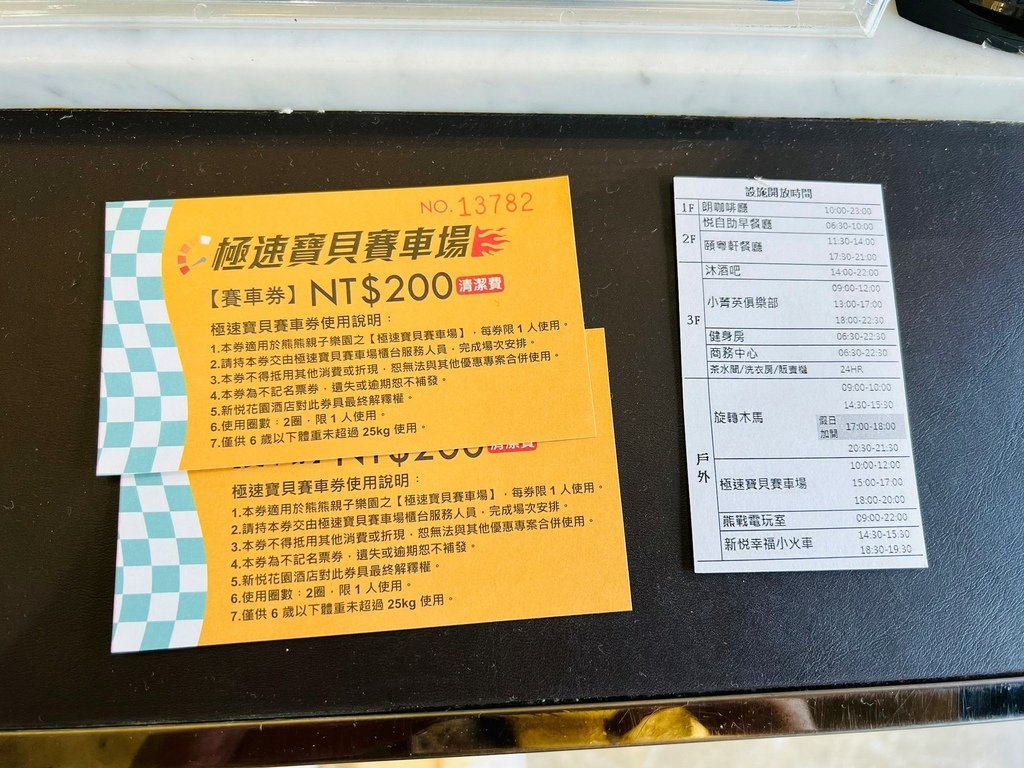 NO.13782
極速寶貝賽車場
【賽車券】NT$200 清潔費
極速寶貝賽車券使用說明：
1.本券適用於熊熊親子樂園之【極速寶貝賽車場】，每券限1人使用。
2.請持本券交由極速寶貝賽車場櫃台服務人員，完成場次安排。
3.本券不得抵用其他消費或折現，恕無法與其他優惠專案合併使用。
4.本券為不記名票券，遺失或逾期恕不補發。
5.新悦花園酒店對此券具最終解釋權。
6.使用圈數：2圈，限1人使用。
7.僅供6歲以下體重未超過25kg使用。
NT$200 清潔費
極速寶貝賽車券使用說明：
1.本券適用於熊熊親子樂園之【極速寶貝賽車場】，每券限1人使用。
2.請持本券交由極速寶貝賽車場櫃台服務人員，完成場次安排。
3.本券不得抵用其他消費或折現，恕無法與其他優惠專案合併使用。
4.本券為不記名票券，遺失或逾期恕不補發。
5.新悦花園酒店對此券具最終解釋權。
6.使用圈數：2圈，限1人使用。
7.僅供6歲以下體重未超過25kg使用。
設施開放時間
1F 朗咖啡廳 10:00-23:00
2F 悦自助早餐廳 06:30-10:00
頤粵軒餐廳 11:30-14:00
17:30-21:00
3F 沐酒吧 14:00-22:00
小菁英俱樂部 09:00-12:00
13:00-17:00
18:00-22:30
健身房 06:30-22:30
商務中心 06:30-22:30
茶水間/洗衣房/販賣機 24HR
戶外 旋轉木馬 09:00-10:00
14:30-15:30
假日加開 17:00-18:00
20:30-21:30
極速寶貝賽車場 10:00-12:00
15:00-17:00
18:00-20:00
熊戰電玩室 09:00-22:00
新悦幸福小火車 14:30-15:30
18:30-19:30